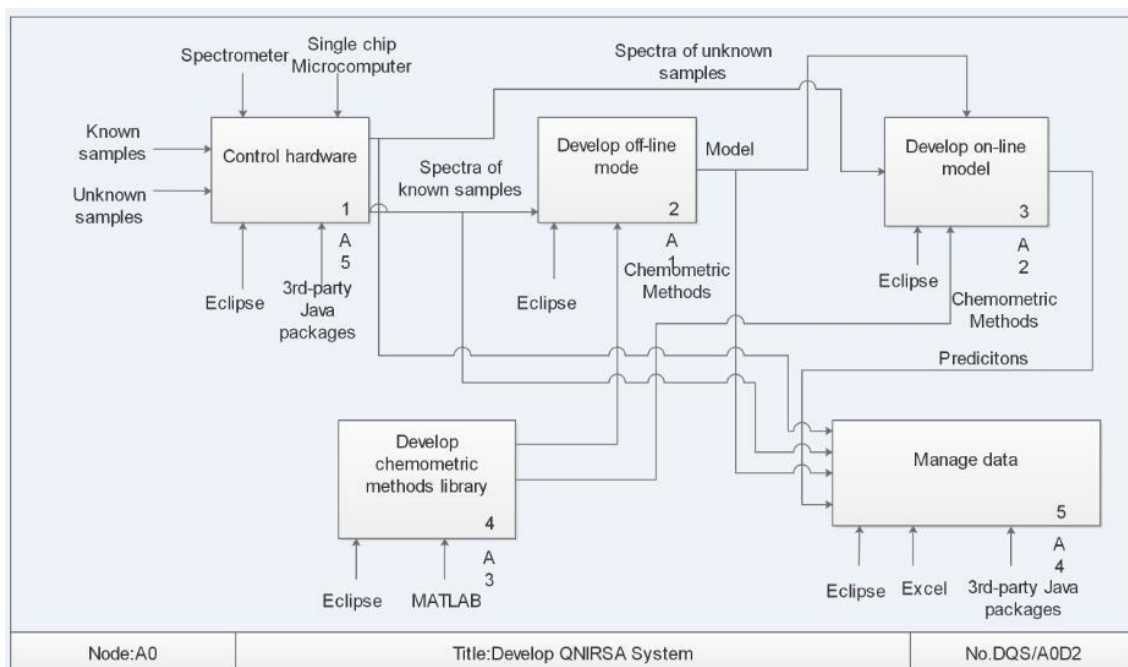 Spectrometer
Single chip
Microcomputer
Spectra of unknown
samples
Known
samples
Unknown
samples
Control hardware
1
A
5
Eclipse
3rd-party
Java
packages
Spectra of
known samples
Develop off-line
mode
2
A
1
Eclipse
Chemometric
Methods
Model
Develop on-line
model
3
A
2
Eclipse
Chemometric
Methods
Predicitons
Develop
chemometric
methods library
4
A
3
Eclipse
MATLAB
Manage data
5
A
4
Eclipse
Excel
3rd-party Java
packages
Node:A0
Title:Develop QNIRSA System
No.DQS/A0D2